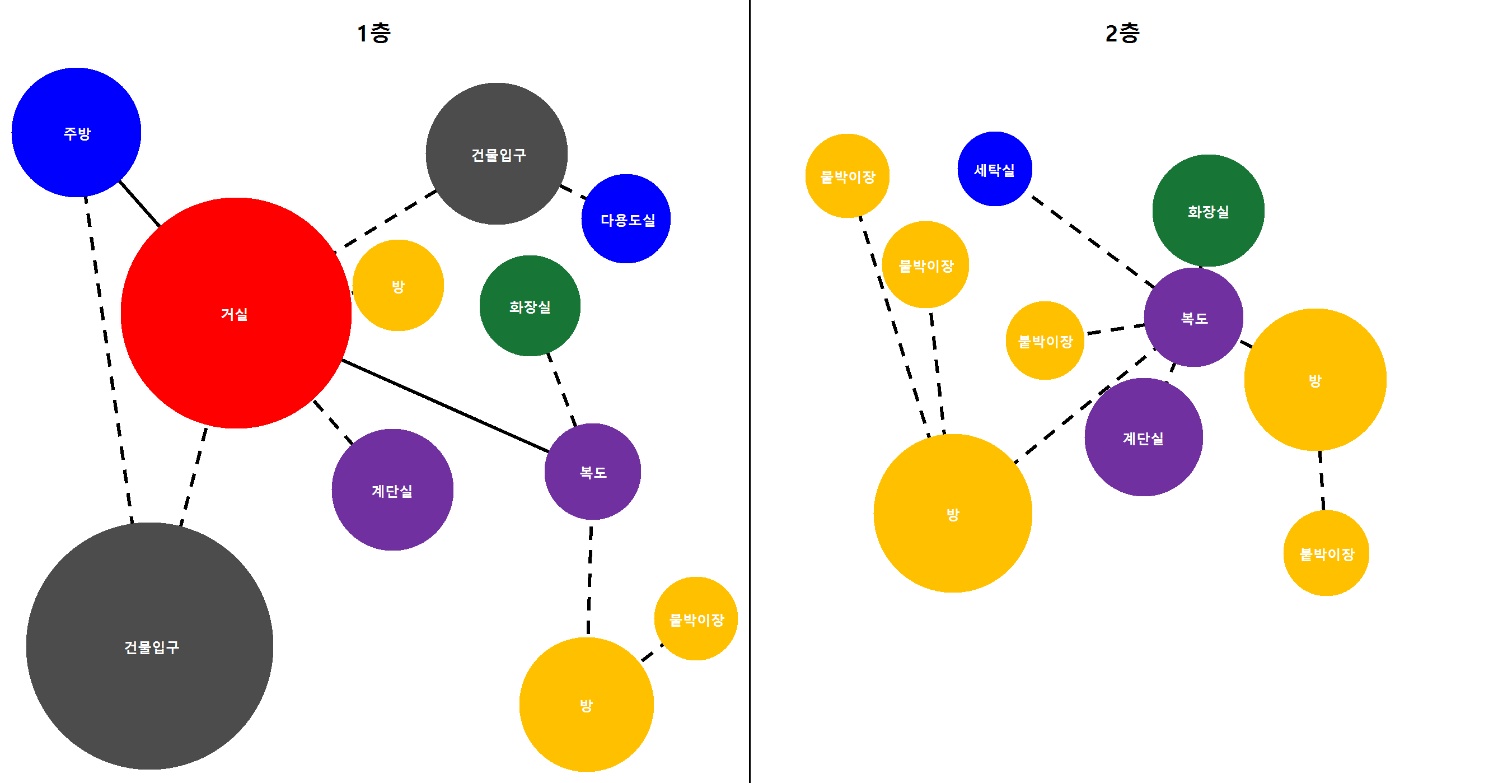 1층
주방
건물입구
다용도실
방
화장실
거실
복도
계단실
붙박이장
건물입구
방
2층
붙박이장
세탁실
화장실
붙박이장
복도
붙박이장
방
계단실
방
붙박이장